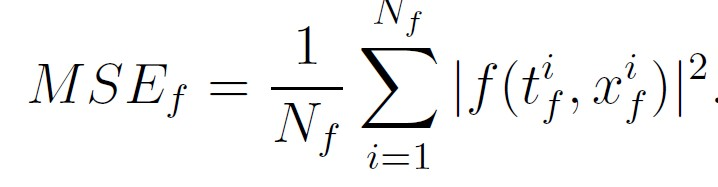 $MSE_f = \frac{1}{N_f} \sum_{i=1}^{N_f} |f(t_f^i, x_f^i)|^2.$